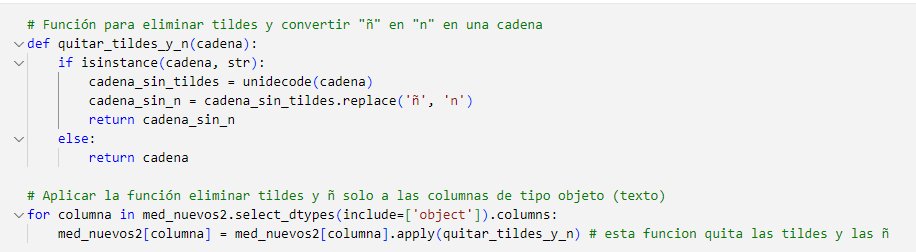 # Función para eliminar tildes y convertir "ñ" en "n" en una cadena
def quitar_tildes_y_n(cadena):
    if isinstance(cadena, str):
        cadena_sin_tildes = unidecode(cadena)
        cadena_sin_n = cadena_sin_tildes.replace('ñ', 'n')
        return cadena_sin_n
    else:
        return cadena

# Aplicar la función eliminar tildes y ñ solo a las columnas de tipo objeto (texto)
for columna in med_nuevos2.select_dtypes(include=['object']).columns:
    med_nuevos2[columna] = med_nuevos2[columna].apply(quitar_tildes_y_n) # esta funcion quita las tildes y las ñ